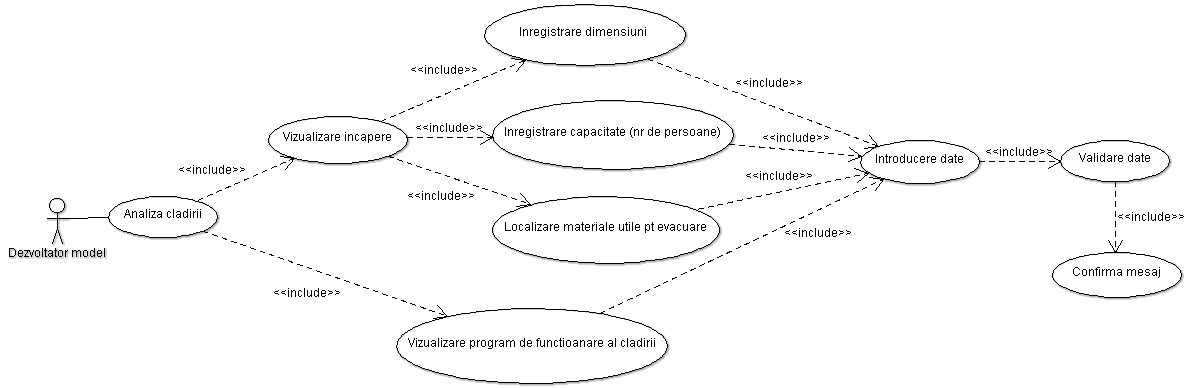 Inregistrare dimensiuni
<<include>>
<<include>>
Vizualizare incapere
<<include>>
Inregistrare capacitate (nr de persoane)
<<include>>
Introducere date
<<include>>
Validare date
<<include>>
<<include>>
<<include>>
Analiza cladirii
Localizare materiale utile pt evacuare
<<include>>
<<include>>
Dezvoltator model
Confirma mesaj
<<include>>
Vizualizare program de functioanare al cladirii